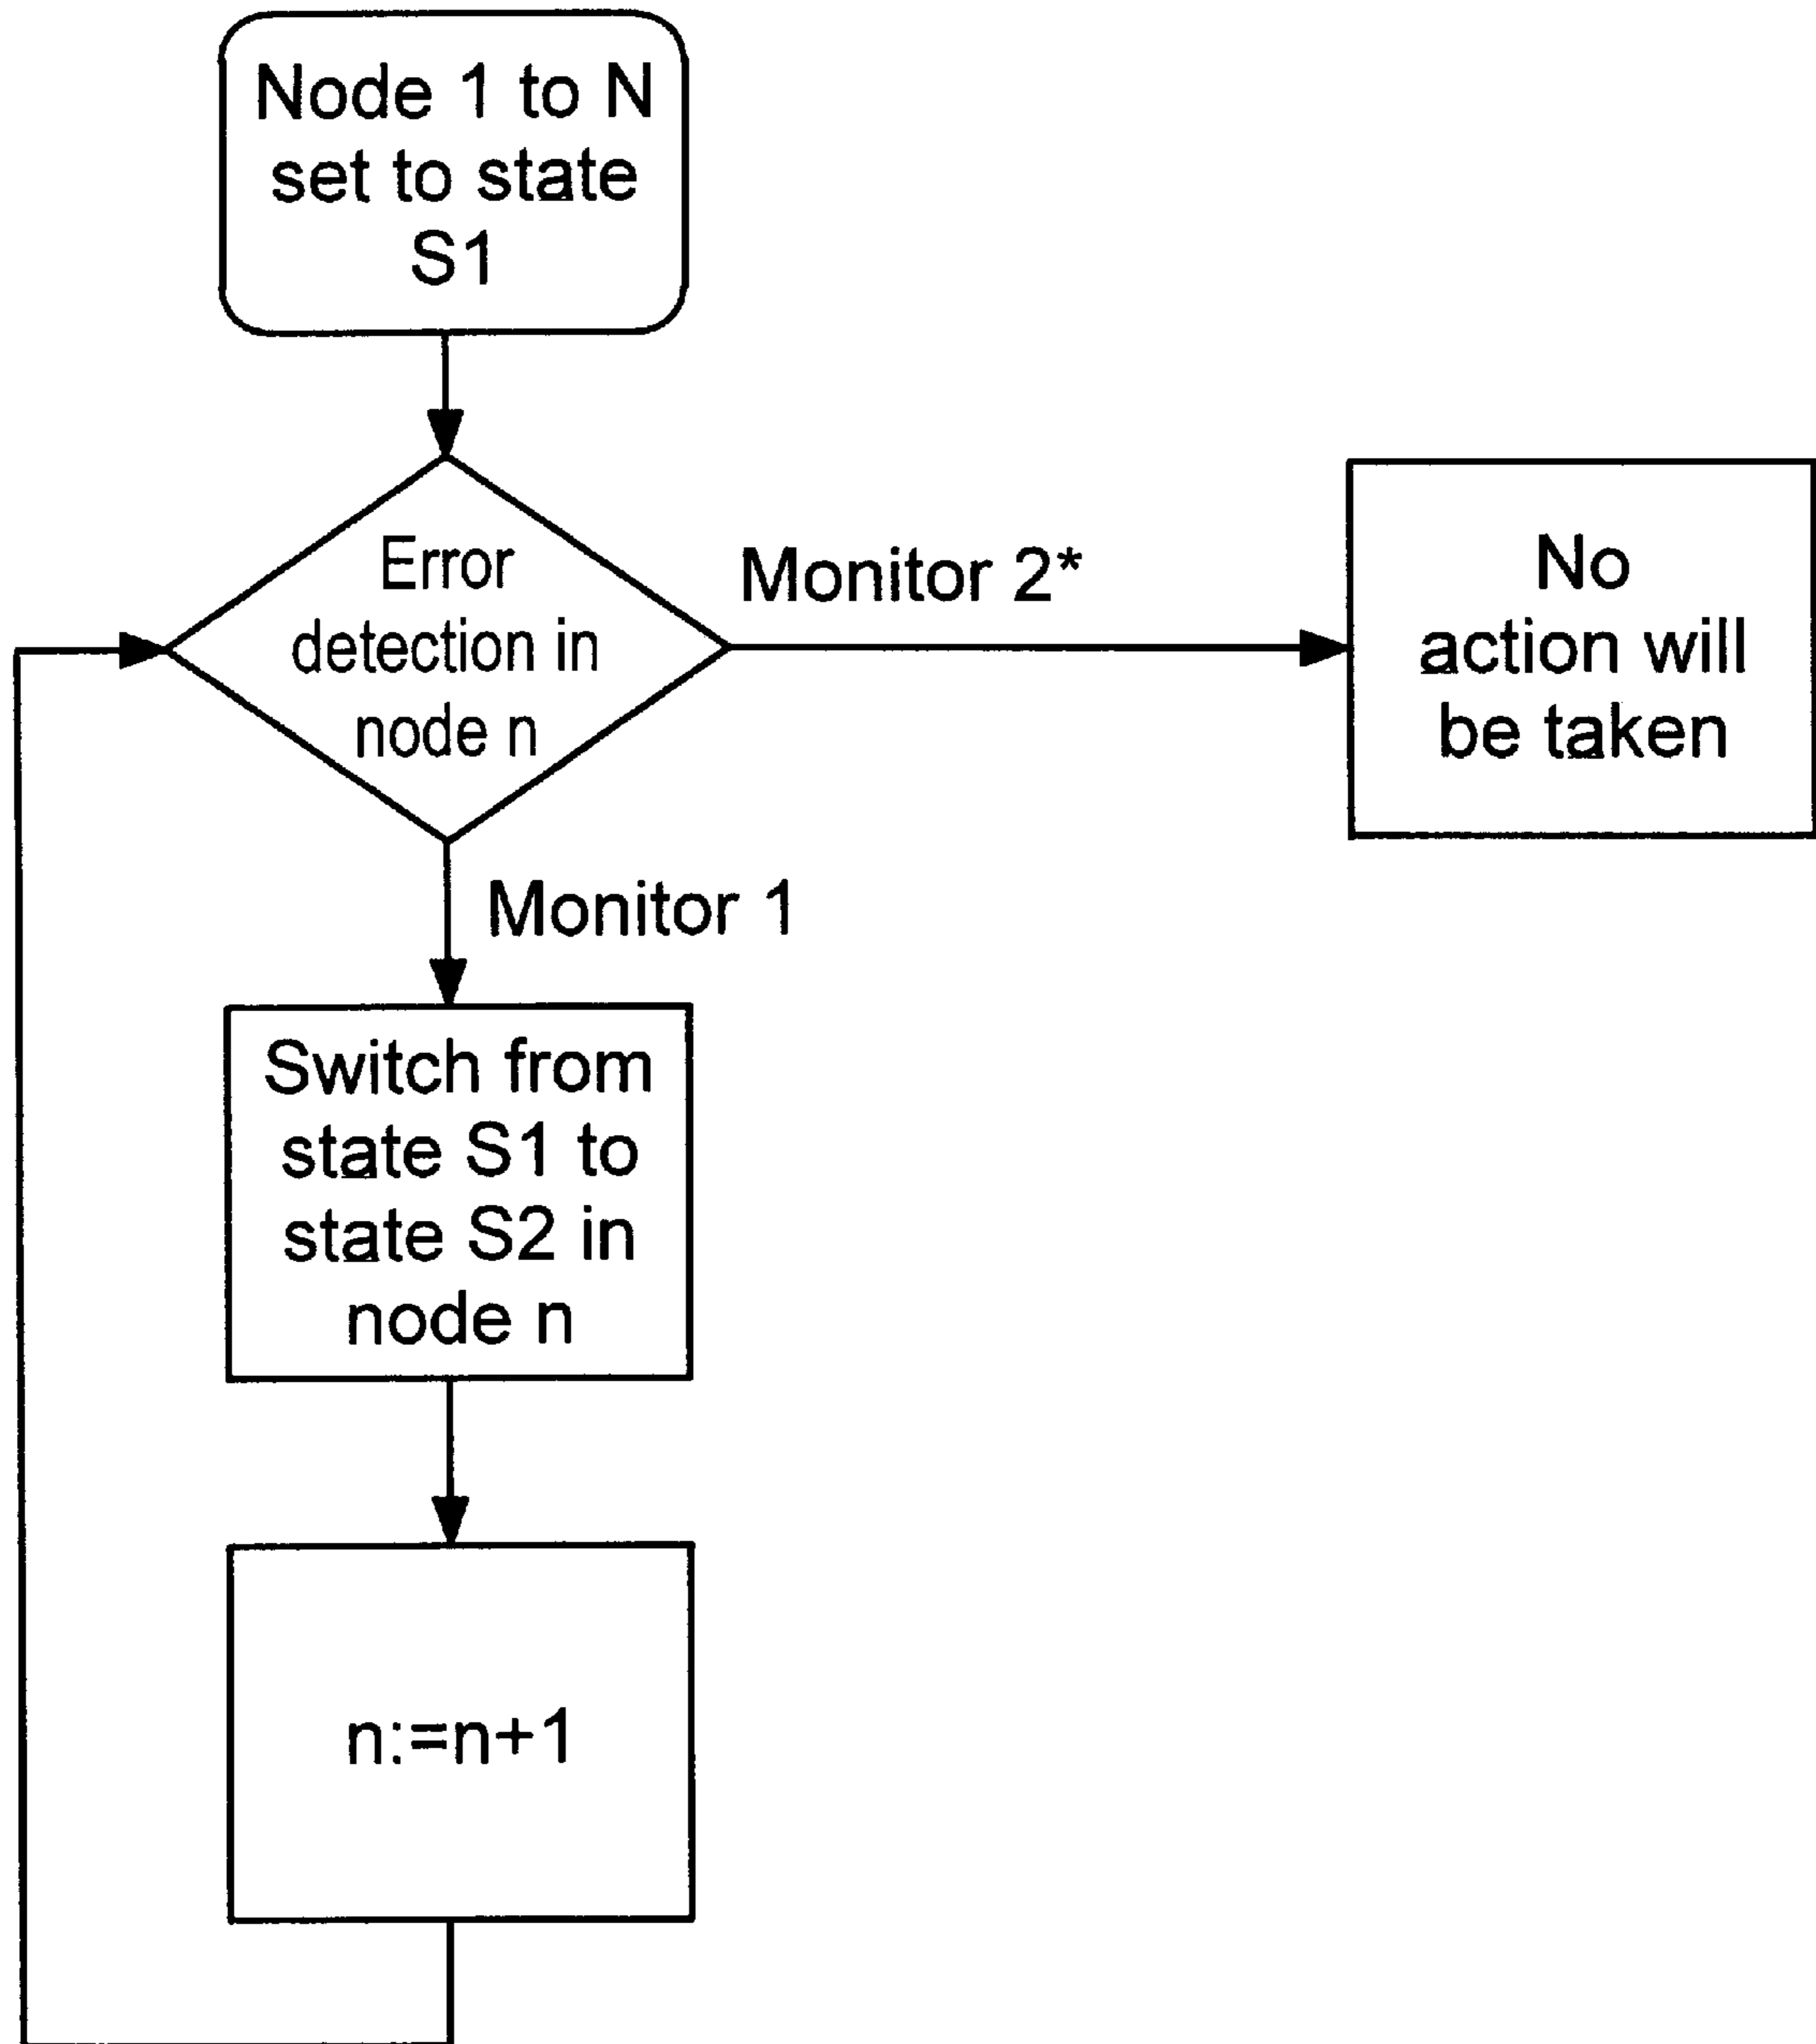 Node 1 to N
set to state
S1
Error
detection in
node n
Monitor 2*
No
action will
be taken
Monitor 1
Switch from
state S1 to
state S2 in
node n
n:=n+1